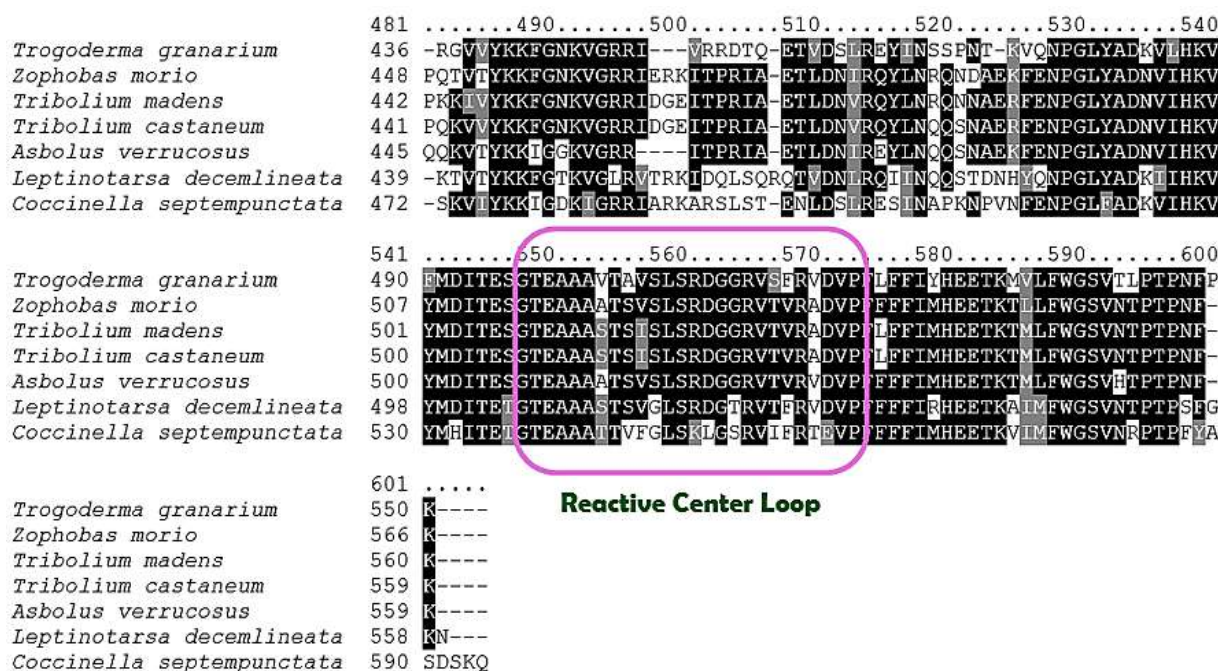 481 ........490.......500.......510.......520.......530.......540
Trogoderma granarium 436 -RGVVYKKFGNKVGRRI---VRRDTQ-ETVDSLREYINSSPNT-KVQNPGLYADKVLHKV
Zophobas morio 448 PQTVTYKKFGNKVGRRIERKITPRIA-ETLDNIRQYLNRQNDAEKFENPGLYADNVIHKV
Tribolium madens 442 PKKIVYKKFGNKVGRRIDGEITPRIA-ETLDNVRQYLNRQNNAERFENPGLYADNVIHKV
Tribolium castaneum 441 PQKVVYKKFGNKVGRRIDGEITPRIA-ETLDNVRQYLNQQSNAERFENPGLYADNVIHKV
Asbolus verrucosus 445 QQKVTYKKIGGKVGRR----ITPRIA-ETLDNIREYLNQQSNAEKFENPGLYADNVIHKV
Leptinotarsa decemlineata 439 -KTVTYKKFGTKVGLRVTRKIDQLSQRQTVDNLRQIINQQSTDNHYQNPGLYADKIIHKV
Coccinella septempunctata 472 -SKVIYKKIGDKIGRRIARKARSLST-ENLDSLRESINAPKNPVNFENPGLFADKVIHKV
541 ........550.......560.......570.......580.......590.......600
Trogoderma granarium 490 FMDITESGTEAAAVTAVSLSRDGGRVSFRVDVPFLFFIYHEETKMVLFWGSVTLPTPNFP
Zophobas morio 507 YMDITESGTEAAAATSVSLSRDGGRVTVRADVPFFFFIMHEETKTLLFWGSVNTPTPNF-
Tribolium madens 501 YMDITESGTEAAASTSISLSRDGGRVTVRADVPFLFFIMHEETKTMLFWGSVNTPTPNF-
Tribolium castaneum 500 YMDITESGTEAAASTSISLSRDGGRVTVRADVPFLFFIMHEETKTMLFWGSVNTPTPNF-
Asbolus verrucosus 500 YMDITESGTEAAAATSVSLSRDGGRVTVRVDVPFFFFIMHEETKTMLFWGSVHTPTPNF-
Leptinotarsa decemlineata 498 YMDITETGTEAAASTSVGLSRDGTRVTFRVDVPFFFFIRHEETKAIMFWGSVNTPTPSFG
Coccinella septempunctata 530 YMHITETGTEAAATTVFGLSKLGSRVIFRTEVPFFFFIMHEETKVIMFWGSVNRPTPFYA
601 .....
Reactive Center Loop
Trogoderma granarium 550 K----
Zophobas morio 566 K----
Tribolium madens 560 K----
Tribolium castaneum 559 K----
Asbolus verrucosus 559 K----
Leptinotarsa decemlineata 558 KN---
Coccinella septempunctata 590 SDSKQ